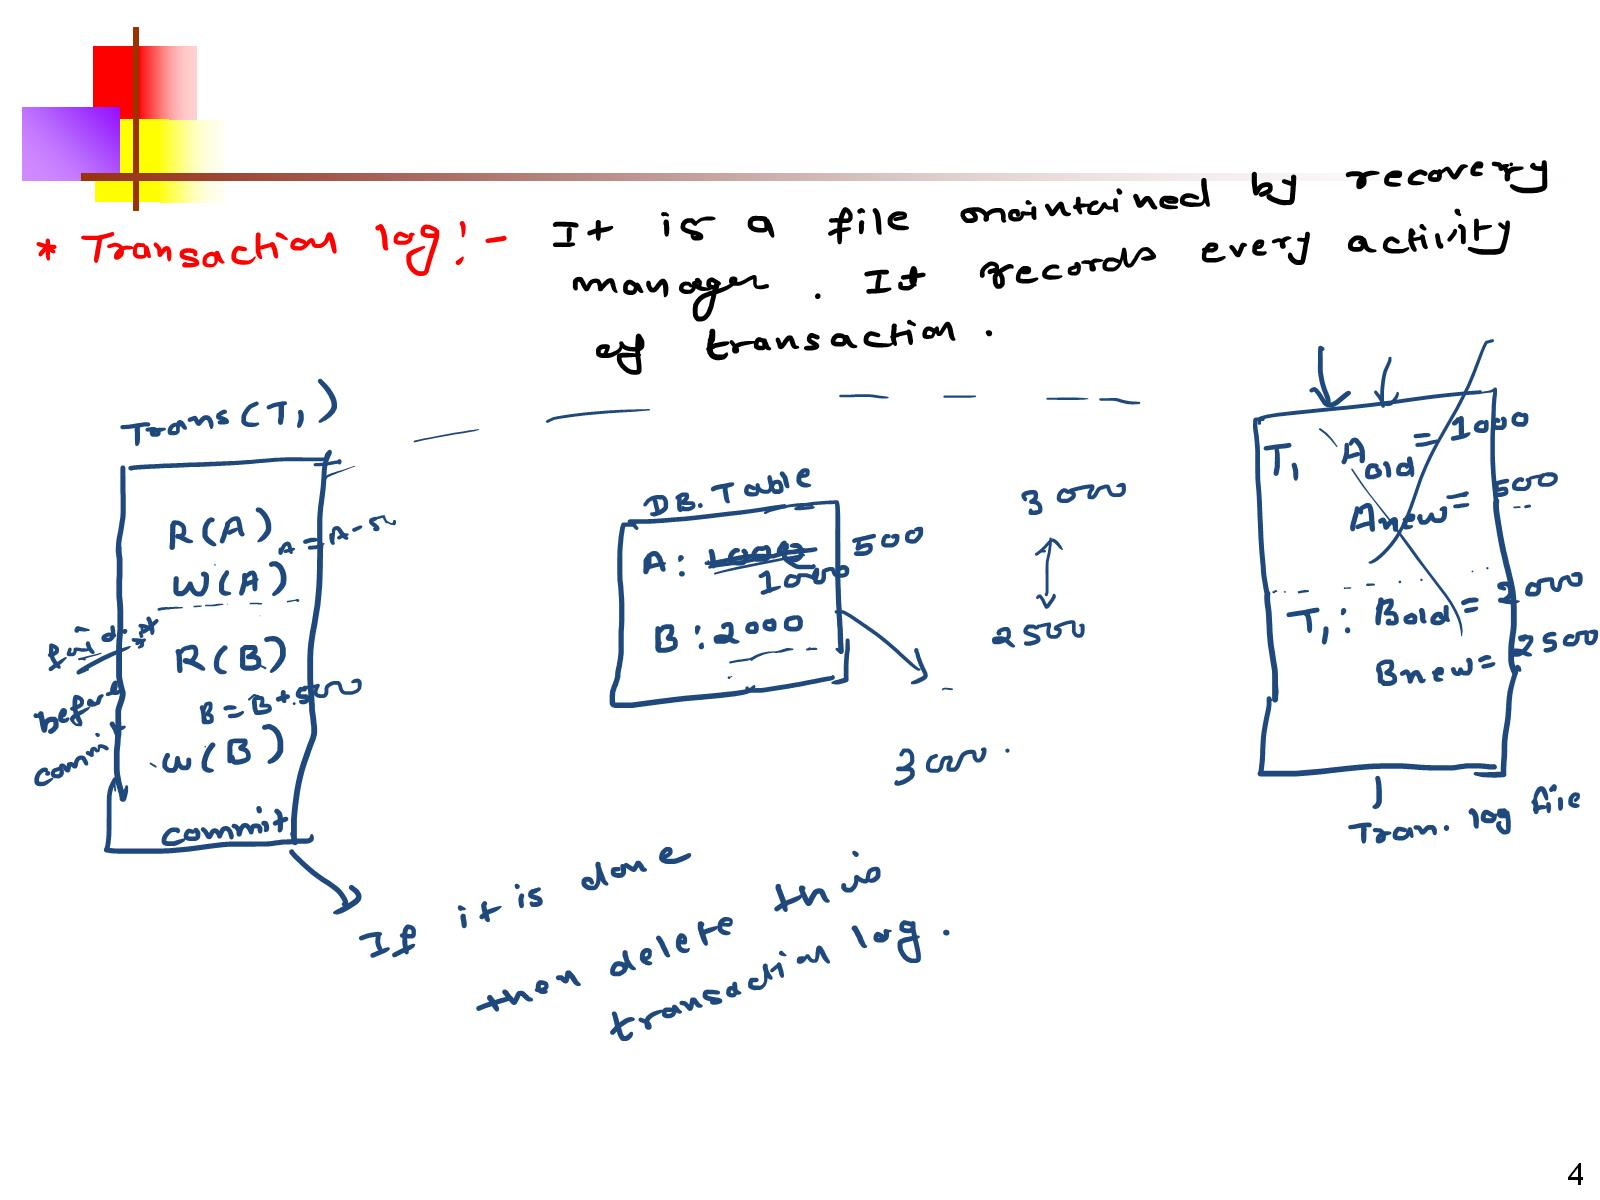 * Transaction log:- It is a file maintained by recovery
manager. It records every activity
of transaction.
Trans(T1)
R(A)
A=A-50
W(A)
R(B)
B=B+500
W(B)
commit
before
commit
DB. Table
A: 1000 500
1000
B: 2000
3000
2500
3000.
T1 Aold = 1000
Anew = 500
T1: Bold = 2000
Bnew = 2500
Tran. log file
If it is done
then delete this
transaction log.
4